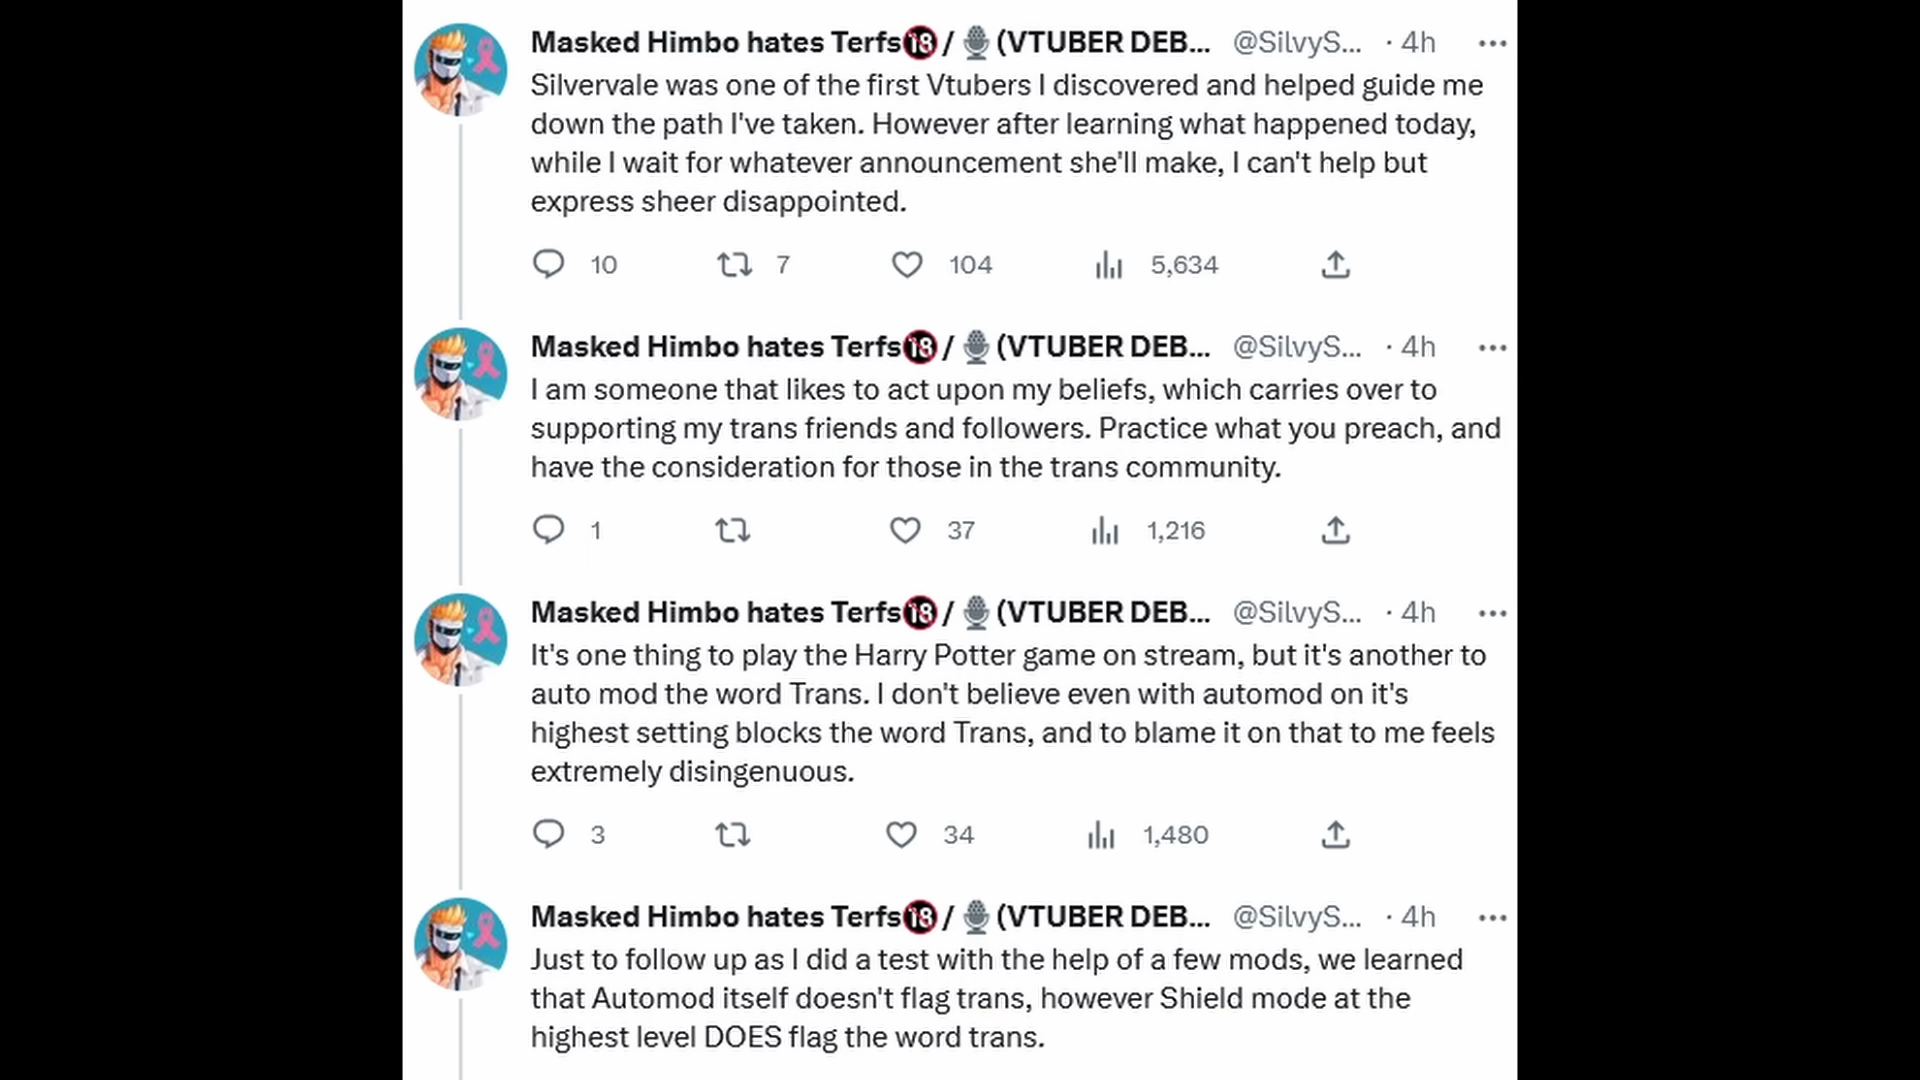 Masked Himbo hates Terfs🔞/ 🎙️(VTUBER DEB... @SilvyS... · 4h
Silvervale was one of the first Vtubers I discovered and helped guide me
down the path I've taken. However after learning what happened today,
while I wait for whatever announcement she'll make, I can't help but
express sheer disappointed.
10 7 104 5,634
Masked Himbo hates Terfs🔞/ 🎙️(VTUBER DEB... @SilvyS... · 4h
I am someone that likes to act upon my beliefs, which carries over to
supporting my trans friends and followers. Practice what you preach, and
have the consideration for those in the trans community.
1 37 1,216
Masked Himbo hates Terfs🔞/ 🎙️(VTUBER DEB... @SilvyS... · 4h
It's one thing to play the Harry Potter game on stream, but it's another to
auto mod the word Trans. I don't believe even with automod on it's
highest setting blocks the word Trans, and to blame it on that to me feels
extremely disingenuous.
3 34 1,480
Masked Himbo hates Terfs🔞/ 🎙️(VTUBER DEB... @SilvyS... · 4h
Just to follow up as I did a test with the help of a few mods, we learned
that Automod itself doesn't flag trans, however Shield mode at the
highest level DOES flag the word trans.